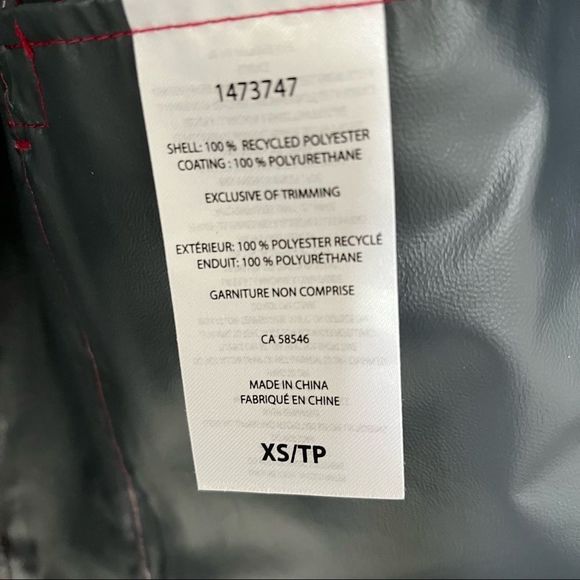 1473747
SHELL: 100 % RECYCLED POLYESTER
COATING : 100 % POLYURETHANE
EXCLUSIVE OF TRIMMING
EXTÉRIEUR: 100 % POLYESTER RECYCLÉ
ENDUIT: 100 % POLYURÉTHANE
GARNITURE NON COMPRISE
CA 58546
MADE IN CHINA
FABRIQUÉ EN CHINE
XS/TP